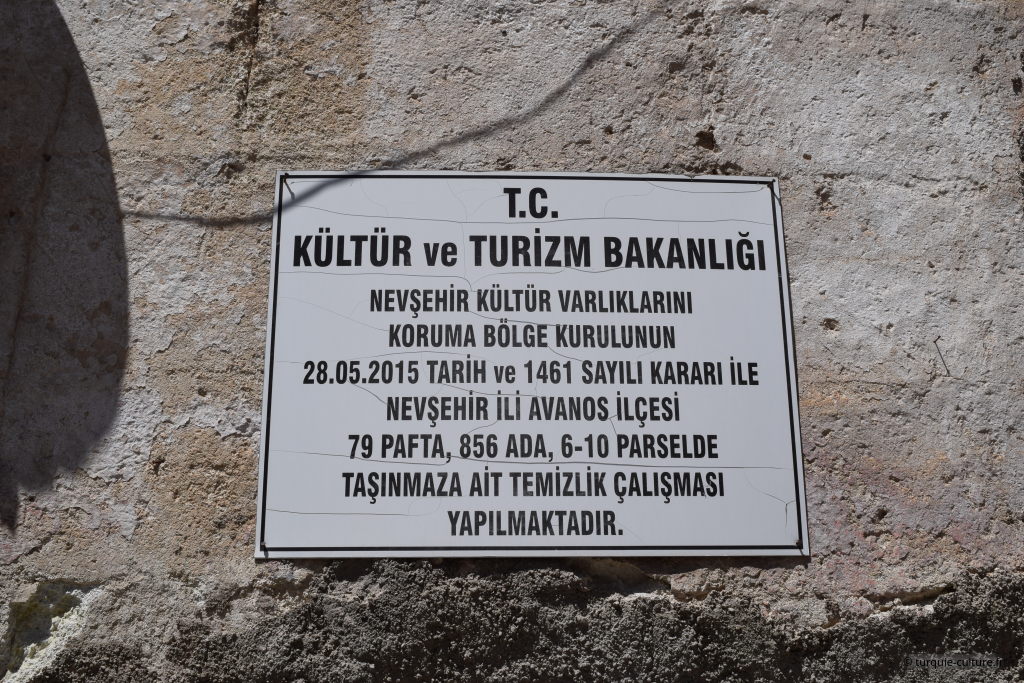 T.C.
KÜLTÜR ve TURİZM BAKANLIĞI
NEVŞEHİR KÜLTÜR VARLIKLARINI
KORUMA BÖLGE KURULUNUN
28.05.2015 TARİH ve 1461 SAYILI KARARI İLE
NEVŞEHİR İLİ AVANOS İLÇESİ
79 PAFTA, 856 ADA, 6-10 PARSELDE
TAŞINMAZA AİT TEMİZLİK ÇALIŞMASI
YAPILMAKTADIR.
© turquie-culture.fr